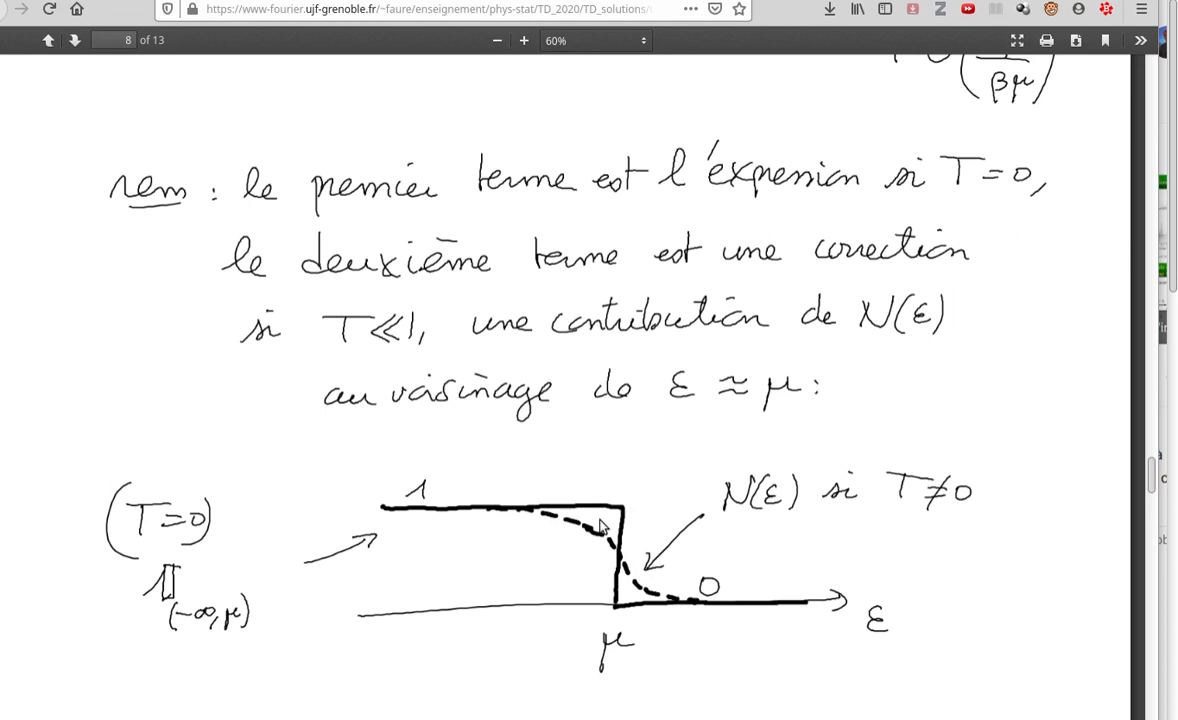 https://www-fourier.ujf-grenoble.fr/~faure/enseignement/phys-stat/TD_2020/TD_solutions/
8 of 13
60%
βμ
rem : le premier terme est l'expression si T=0,
le deuxième terme est une correction
si T≪1, une contribution de N(ε)
au voisinage de ε ≈ μ :
(T=0)
1
N(ε) si T≠0
𝟙(-∞,μ)
0
ε
μ